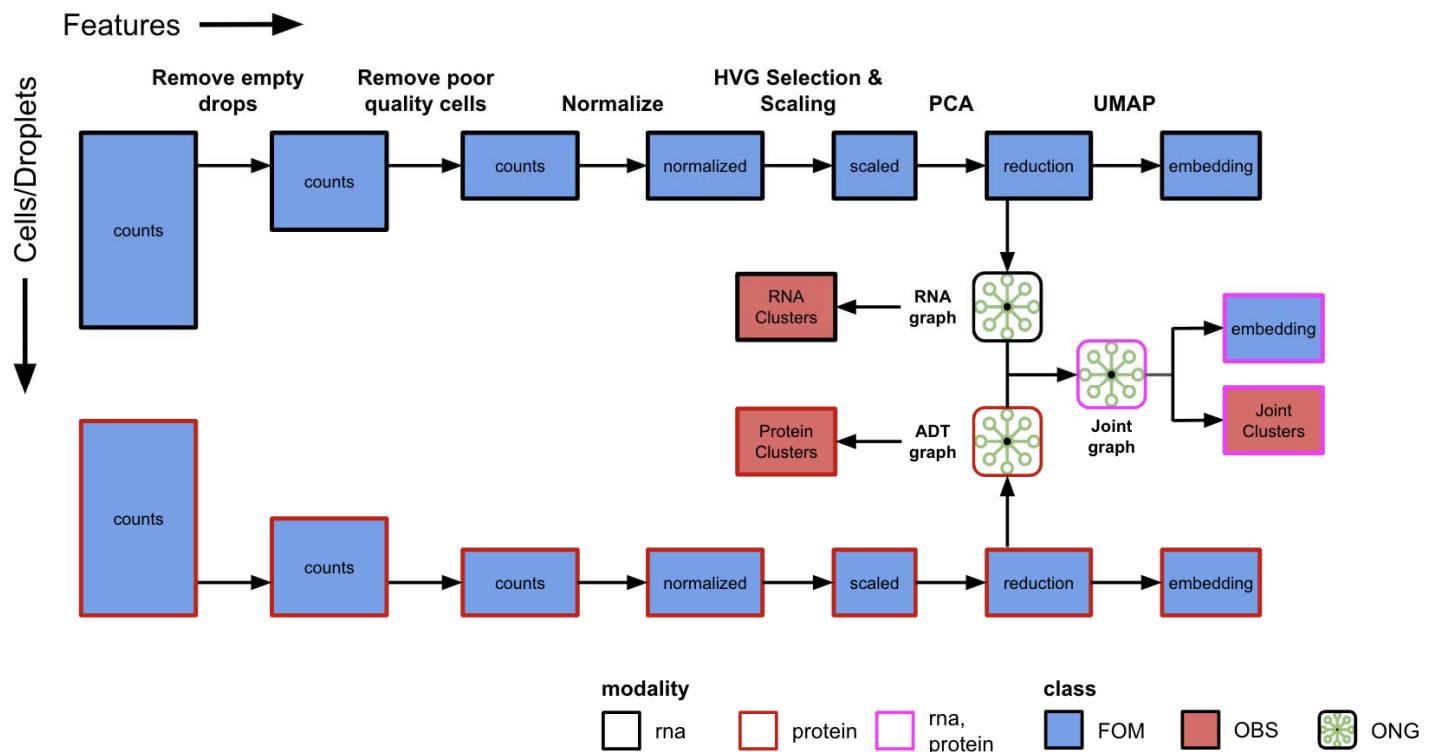 Features
Cells/Droplets
Remove empty
drops
Remove poor
quality cells
Normalize
HVG Selection &
Scaling
PCA
UMAP
counts
counts
counts
normalized
scaled
reduction
embedding
RNA
Clusters
RNA
graph
embedding
Protein
Clusters
ADT
graph
Joint
graph
Joint
Clusters
counts
counts
counts
normalized
scaled
reduction
embedding
modality
rna
protein
rna,
protein
class
FOM
OBS
ONG